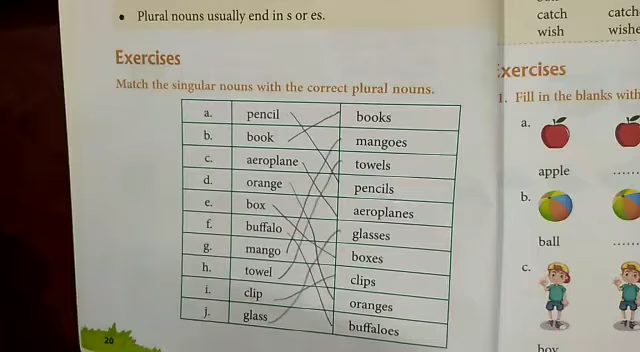 • Plural nouns usually end in s or es.
Exercises
Match the singular nouns with the correct plural nouns.
a. pencil books
b. book mangoes
c. aeroplane towels
d. orange pencils
e. box aeroplanes
f. buffalo glasses
g. mango boxes
h. towel clips
i. clip oranges
j. glass buffaloes
20
catch catch
wish wishe
xercises
1. Fill in the blanks with
a.
apple ......
b.
ball ......
c.
boy